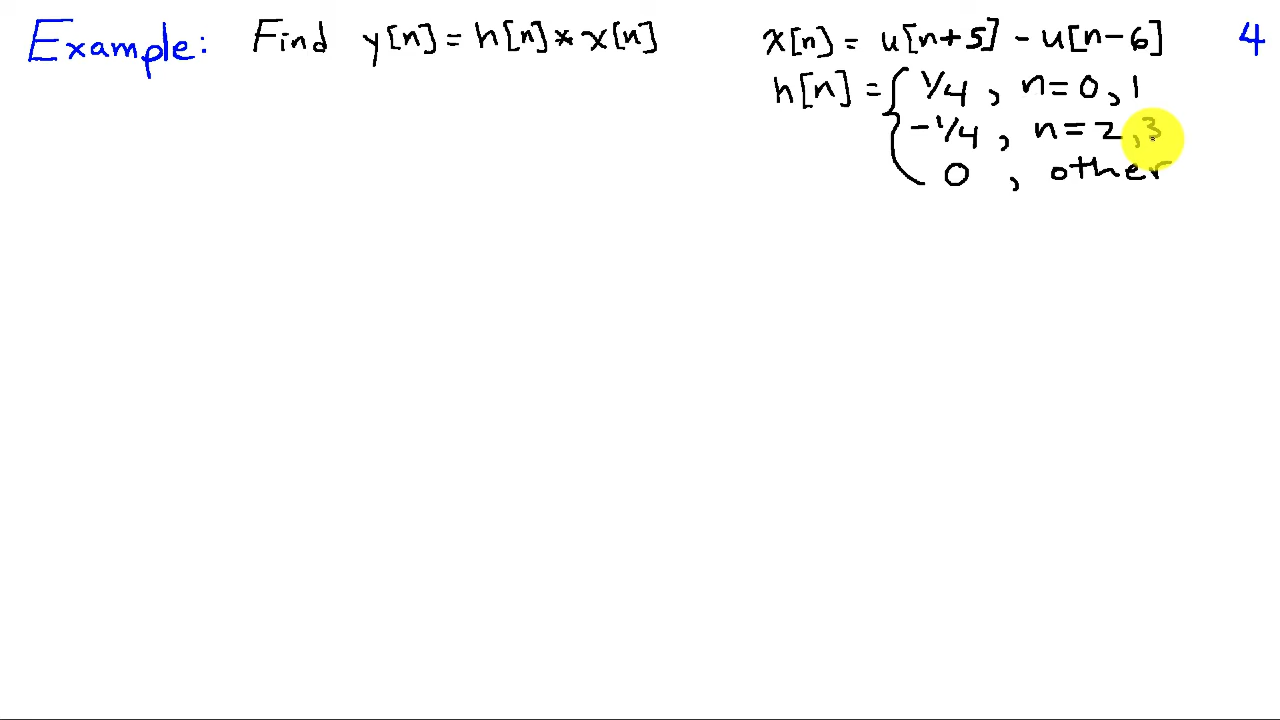 Example: Find y[n] = h[n] * x[n] x[n] = u[n+5] - u[n-6] 4
h[n] = { 1/4 , n = 0, 1
-1/4 , n = 2, 3
0 , other